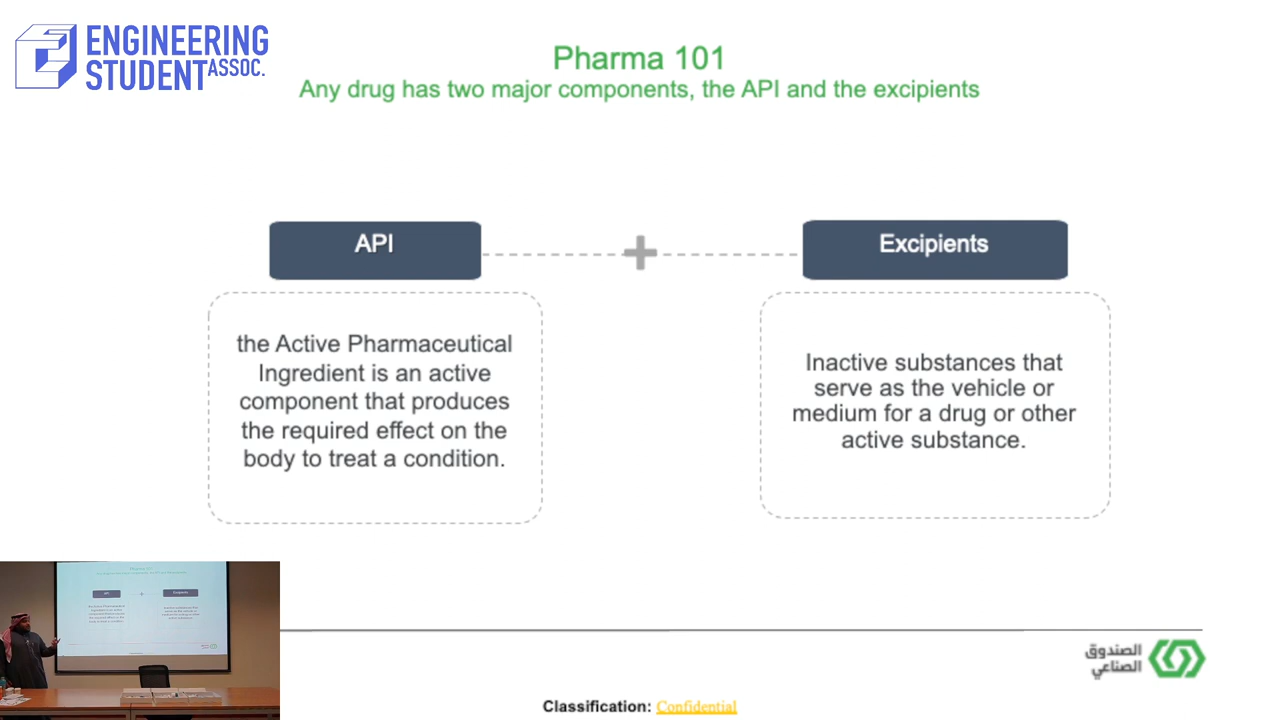 ENGINEERING
STUDENT ASSOC.
Pharma 101
Any drug has two major components, the API and the excipients
API
the Active Pharmaceutical
Ingredient is an active
component that produces
the required effect on the
body to treat a condition.
Excipients
Inactive substances that
serve as the vehicle or
medium for a drug or other
active substance.
الصندوق
الصناعي
Classification: Confidential